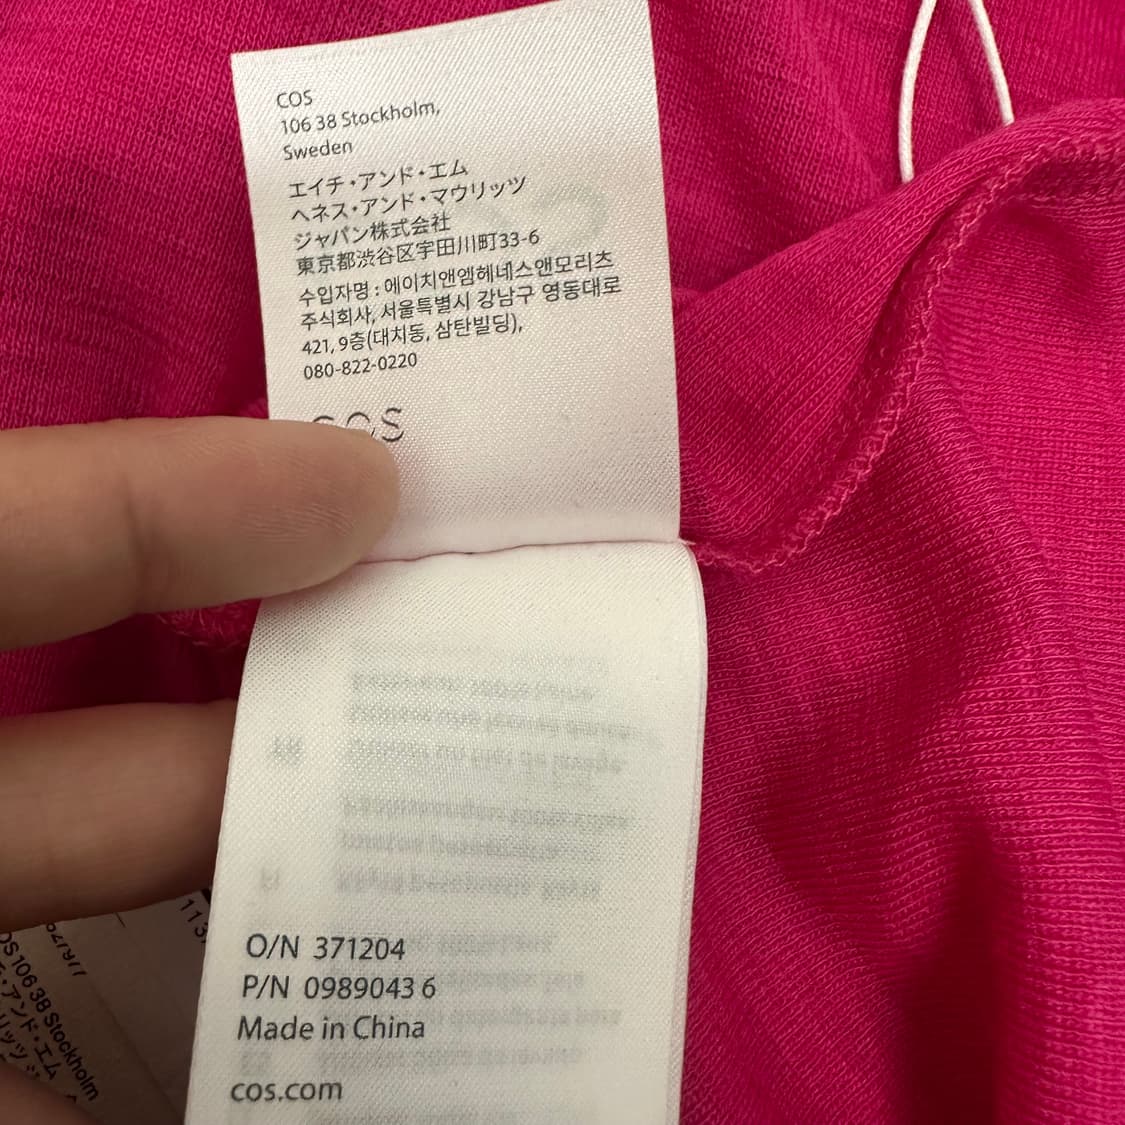 COS
106 38 Stockholm,
Sweden
エイチ・アンド・エム
ヘネス・アンド・マウリッツ
ジャパン株式会社
東京都渋谷区宇田川町33-6
수입자명 : 에이치앤엠헤네스앤모리츠
주식회사, 서울특별시 강남구 영동대로
421, 9층(대치동, 삼탄빌딩),
080-822-0220
COS
O/N 371204
P/N 0989043 6
Made in China
cos.com
106 38 Stockholm